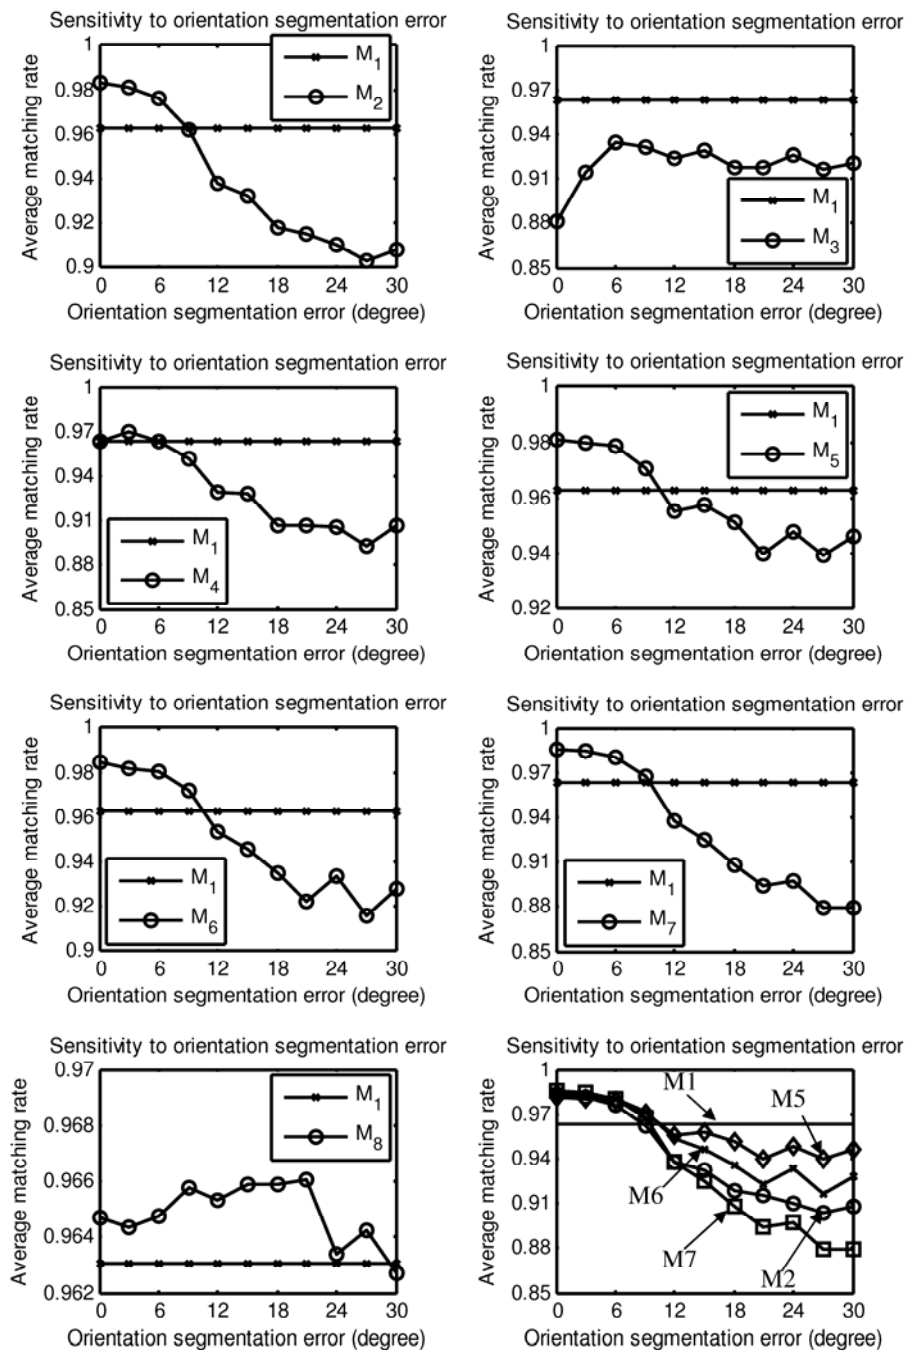 Sensitivity to orientation segmentation error
Average matching rate
1
0.98
0.96
0.94
0.92
0.9
0 6 12 18 24 30
Orientation segmentation error (degree)
M1
M2
Sensitivity to orientation segmentation error
Average matching rate
1
0.97
0.94
0.91
0.88
0.85
0 6 12 18 24 30
Orientation segmentation error (degree)
M1
M3
Sensitivity to orientation segmentation error
Average matching rate
1
0.97
0.94
0.91
0.88
0.85
0 6 12 18 24 30
Orientation segmentation error (degree)
M1
M4
Sensitivity to orientation segmentation error
Average matching rate
1
0.98
0.96
0.94
0.92
0 6 12 18 24 30
Orientation segmentation error (degree)
M1
M5
Sensitivity to orientation segmentation error
Average matching rate
1
0.98
0.96
0.94
0.92
0.9
0 6 12 18 24 30
Orientation segmentation error (degree)
M1
M6
Sensitivity to orientation segmentation error
Average matching rate
1
0.97
0.94
0.91
0.88
0.85
0 6 12 18 24 30
Orientation segmentation error (degree)
M1
M7
Sensitivity to orientation segmentation error
Average matching rate
0.97
0.968
0.966
0.964
0.962
0 6 12 18 24 30
Orientation segmentation error (degree)
M1
M8
Sensitivity to orientation segmentation error
Average matching rate
1
0.97
0.94
0.91
0.88
0.85
0 6 12 18 24 30
Orientation segmentation error (degree)
M1
M5
M6
M7
M2